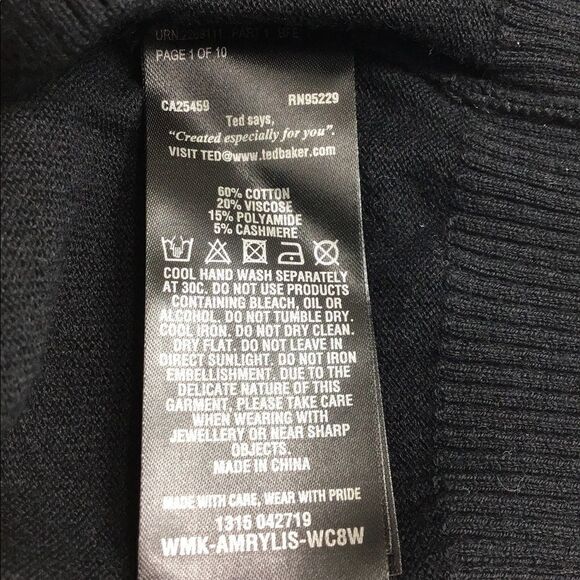 PAGE 1 OF 10
CA25459 RN95229
Ted says,
"Created especially for you".
VISIT TED@www.tedbaker.com
60% COTTON
20% VISCOSE
15% POLYAMIDE
5% CASHMERE
COOL HAND WASH SEPARATELY
AT 30C. DO NOT USE PRODUCTS
CONTAINING BLEACH, OIL OR
ALCOHOL. DO NOT TUMBLE DRY.
COOL IRON. DO NOT DRY CLEAN.
DRY FLAT. DO NOT LEAVE IN
DIRECT SUNLIGHT. DO NOT IRON
EMBELLISHMENT. DUE TO THE
DELICATE NATURE OF THIS
GARMENT, PLEASE TAKE CARE
WHEN WEARING WITH
JEWELLERY OR NEAR SHARP
OBJECTS.
MADE IN CHINA
MADE WITH CARE, WEAR WITH PRIDE
1315 042719
WMK-AMRYLIS-WC8W